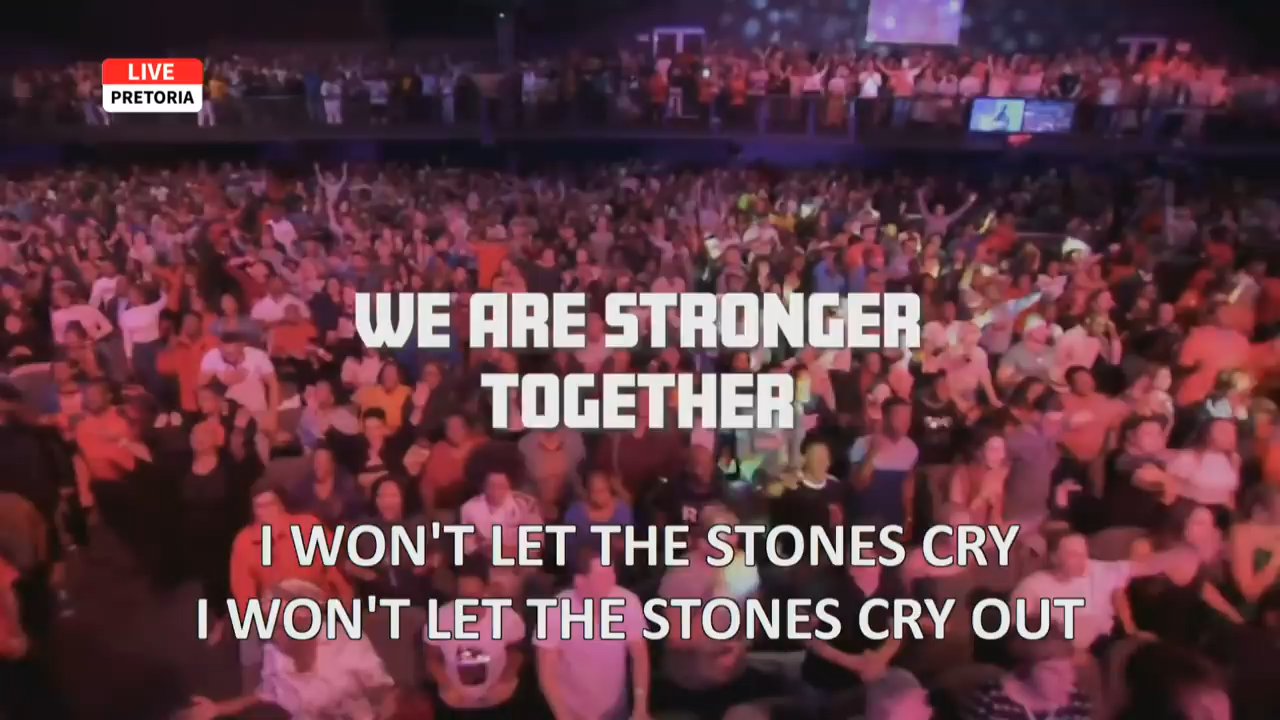 LIVE
PRETORIA
WE ARE STRONGER
TOGETHER
I WON'T LET THE STONES CRY
I WON'T LET THE STONES CRY OUT